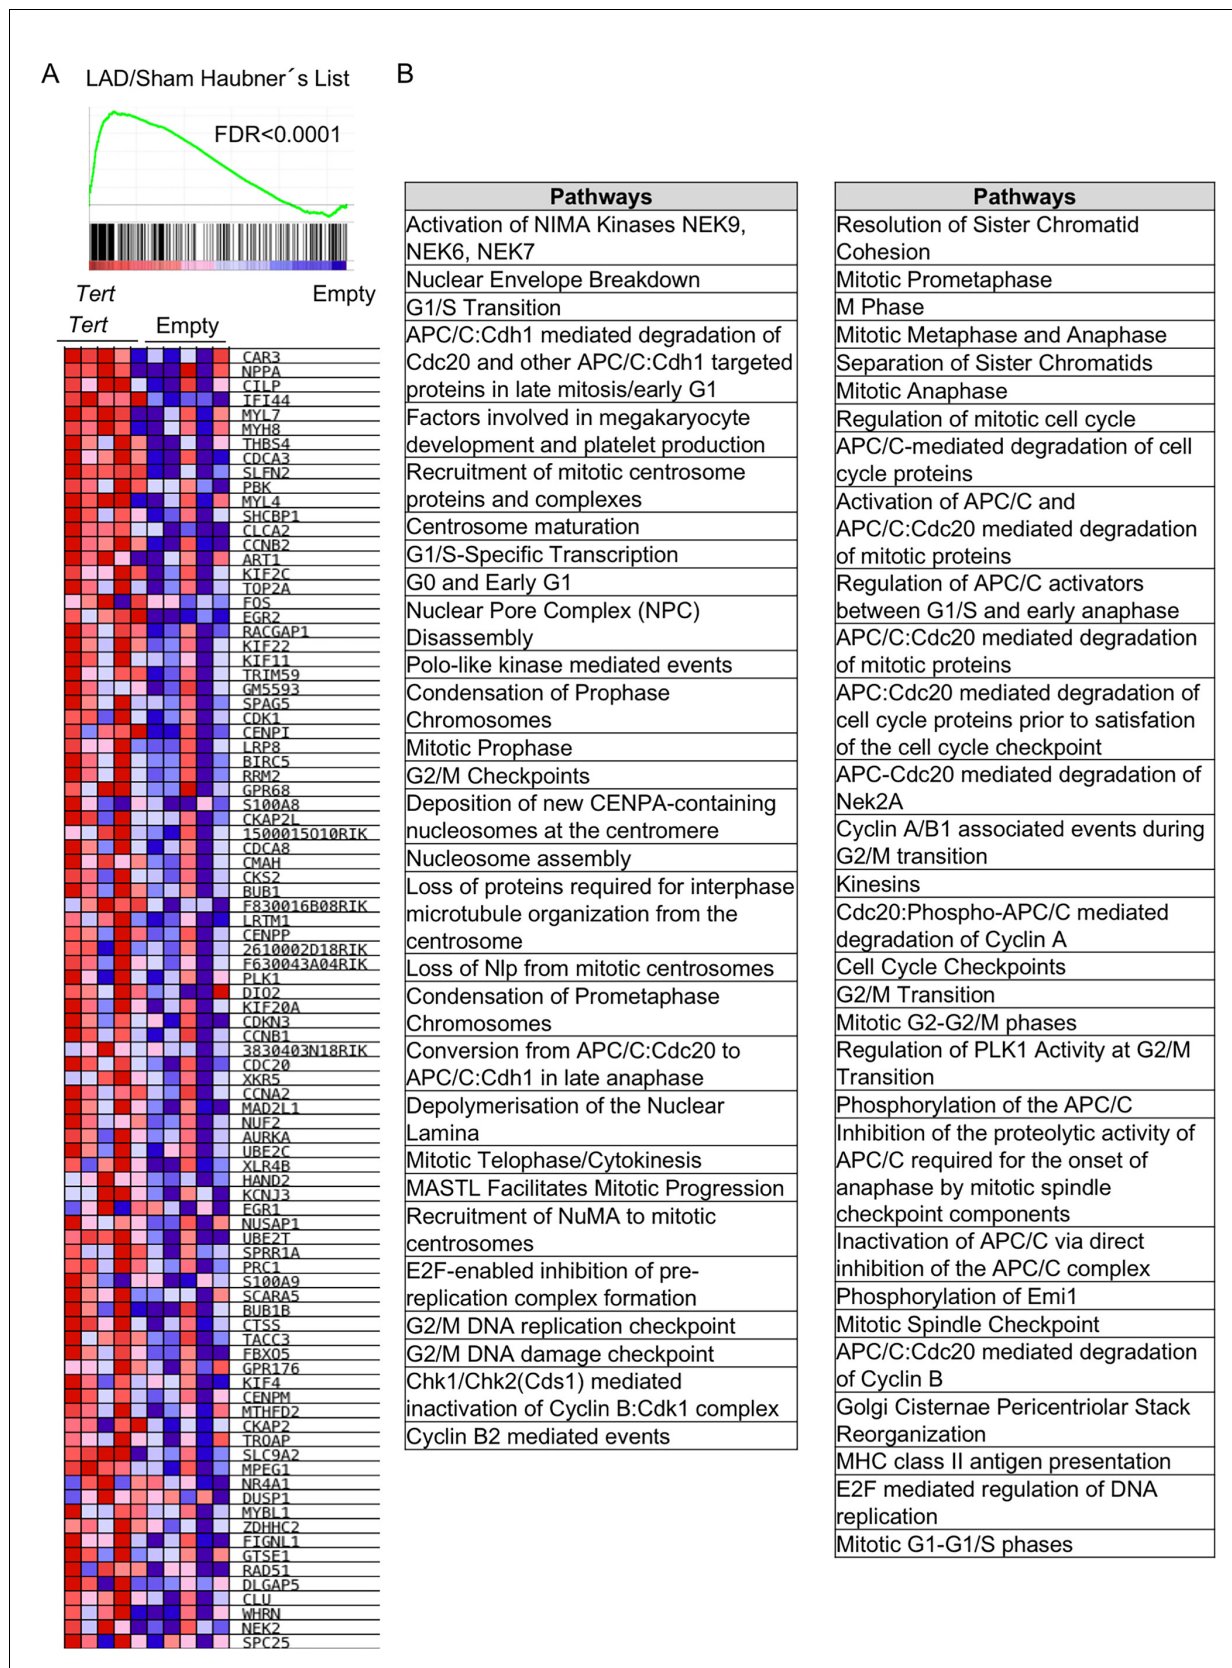 A
LAD/Sham Haubner´s List
FDR<0.0001
Tert
Empty
Tert
Empty
CAR3
NPPA
CILP
IFI44
MYL7
MYH8
THBS4
CDCA3
SLFN2
PBK
MYL4
SHCBP1
CLCA2
CCNB2
ART1
KIF2C
TOP2A
FOS
EGR2
RACGAP1
KIF22
KIF11
TRIM59
GM5593
SPAG5
CDK1
CENPI
LRP8
BIRC5
RRM2
GPR68
S100A8
CKAP2L
1500015O10RIK
CDCA8
CMAH
CKS2
BUB1
F830016B08RIK
LRTM1
CENPP
2610002D18RIK
F630043A04RIK
PLK1
DIO2
KIF20A
CDKN3
CCNB1
3830403N18RIK
CDC20
XKR5
CCNA2
MAD2L1
NUF2
AURKA
UBE2C
XLR4B
HAND2
KCNJ3
EGR1
NUSAP1
UBE2T
SPRR1A
PRC1
S100A9
SCARA5
BUB1B
CTSS
TACC3
FBXO5
GPR176
KIF4
CENPM
MTHFD2
CKAP2
TROAP
SLC9A2
MPEG1
NR4A1
DUSP1
MYBL1
ZDHHC2
FIGNL1
GTSE1
RAD51
DLGAP5
CLU
WHRN
NEK2
SPC25
B
Pathways
Activation of NIMA Kinases NEK9,
NEK6, NEK7
Nuclear Envelope Breakdown
G1/S Transition
APC/C:Cdh1 mediated degradation of
Cdc20 and other APC/C:Cdh1 targeted
proteins in late mitosis/early G1
Factors involved in megakaryocyte
development and platelet production
Recruitment of mitotic centrosome
proteins and complexes
Centrosome maturation
G1/S-Specific Transcription
G0 and Early G1
Nuclear Pore Complex (NPC)
Disassembly
Polo-like kinase mediated events
Condensation of Prophase
Chromosomes
Mitotic Prophase
G2/M Checkpoints
Deposition of new CENPA-containing
nucleosomes at the centromere
Nucleosome assembly
Loss of proteins required for interphase
microtubule organization from the
centrosome
Loss of Nlp from mitotic centrosomes
Condensation of Prometaphase
Chromosomes
Conversion from APC/C:Cdc20 to
APC/C:Cdh1 in late anaphase
Depolymerisation of the Nuclear
Lamina
Mitotic Telophase/Cytokinesis
MASTL Facilitates Mitotic Progression
Recruitment of NuMA to mitotic
centrosomes
E2F-enabled inhibition of pre-
replication complex formation
G2/M DNA replication checkpoint
G2/M DNA damage checkpoint
Chk1/Chk2(Cds1) mediated
inactivation of Cyclin B:Cdk1 complex
Cyclin B2 mediated events
Pathways
Resolution of Sister Chromatid
Cohesion
Mitotic Prometaphase
M Phase
Mitotic Metaphase and Anaphase
Separation of Sister Chromatids
Mitotic Anaphase
Regulation of mitotic cell cycle
APC/C-mediated degradation of cell
cycle proteins
Activation of APC/C and
APC/C:Cdc20 mediated degradation
of mitotic proteins
Regulation of APC/C activators
between G1/S and early anaphase
APC/C:Cdc20 mediated degradation
of mitotic proteins
APC:Cdc20 mediated degradation of
cell cycle proteins prior to satisfation
of the cell cycle checkpoint
APC-Cdc20 mediated degradation of
Nek2A
Cyclin A/B1 associated events during
G2/M transition
Kinesins
Cdc20:Phospho-APC/C mediated
degradation of Cyclin A
Cell Cycle Checkpoints
G2/M Transition
Mitotic G2-G2/M phases
Regulation of PLK1 Activity at G2/M
Transition
Phosphorylation of the APC/C
Inhibition of the proteolytic activity of
APC/C required for the onset of
anaphase by mitotic spindle
checkpoint components
Inactivation of APC/C via direct
inhibition of the APC/C complex
Phosphorylation of Emi1
Mitotic Spindle Checkpoint
APC/C:Cdc20 mediated degradation
of Cyclin B
Golgi Cisternae Pericentriolar Stack
Reorganization
MHC class II antigen presentation
E2F mediated regulation of DNA
replication
Mitotic G1-G1/S phases